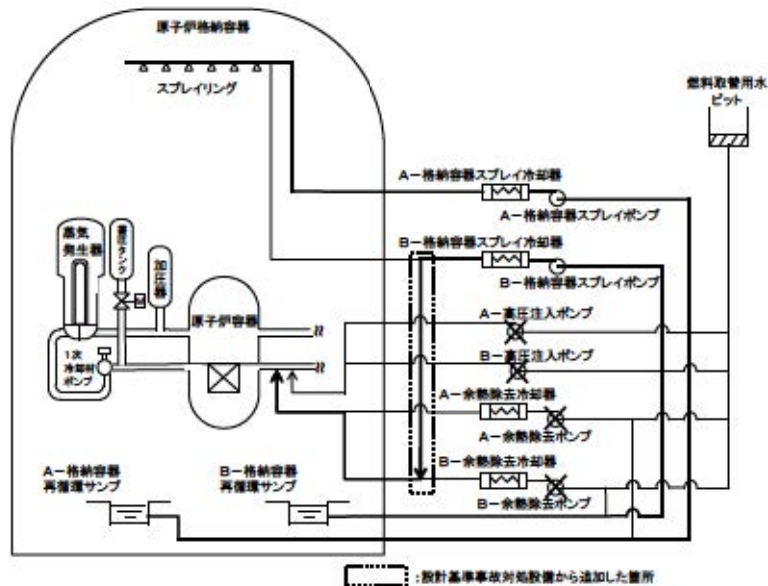 原子炉格納容器
スプレイリング
燃料取替用水
ピット
A－格納容器スプレイ冷却器
A－格納容器スプレイポンプ
B－格納容器スプレイ冷却器
B－格納容器スプレイポンプ
蒸気
発生器
蓄圧タンク
加圧器
原子炉容器
1次
冷却材
ポンプ
A－高圧注入ポンプ
B－高圧注入ポンプ
A－余熱除去冷却器
A－余熱除去ポンプ
B－余熱除去冷却器
B－余熱除去ポンプ
A－格納容器
再循環サンプ
B－格納容器
再循環サンプ
:設計基準事故対処設備から追加した箇所